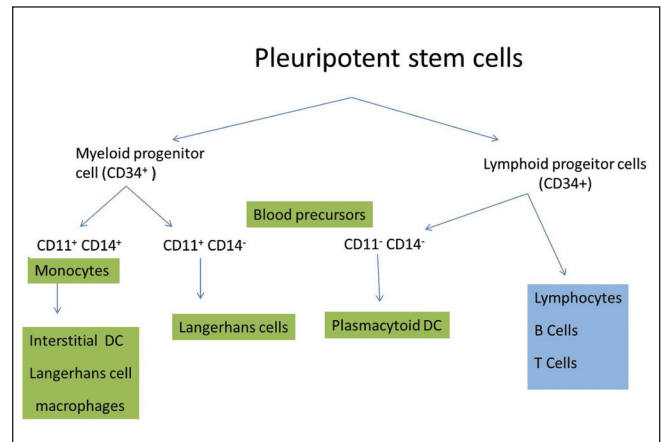 Pleuripotent stem cells
Myeloid progenitor
cell (CD34⁺ )
Lymphoid progeitor cells
(CD34+)
Blood precursors
CD11⁺ CD14⁺
CD11⁺ CD14⁻
CD11⁻ CD14⁻
Monocytes
Lymphocytes
B Cells
T Cells
Langerhans cells
Plasmacytoid DC
Interstitial DC
Langerhans cell
macrophages